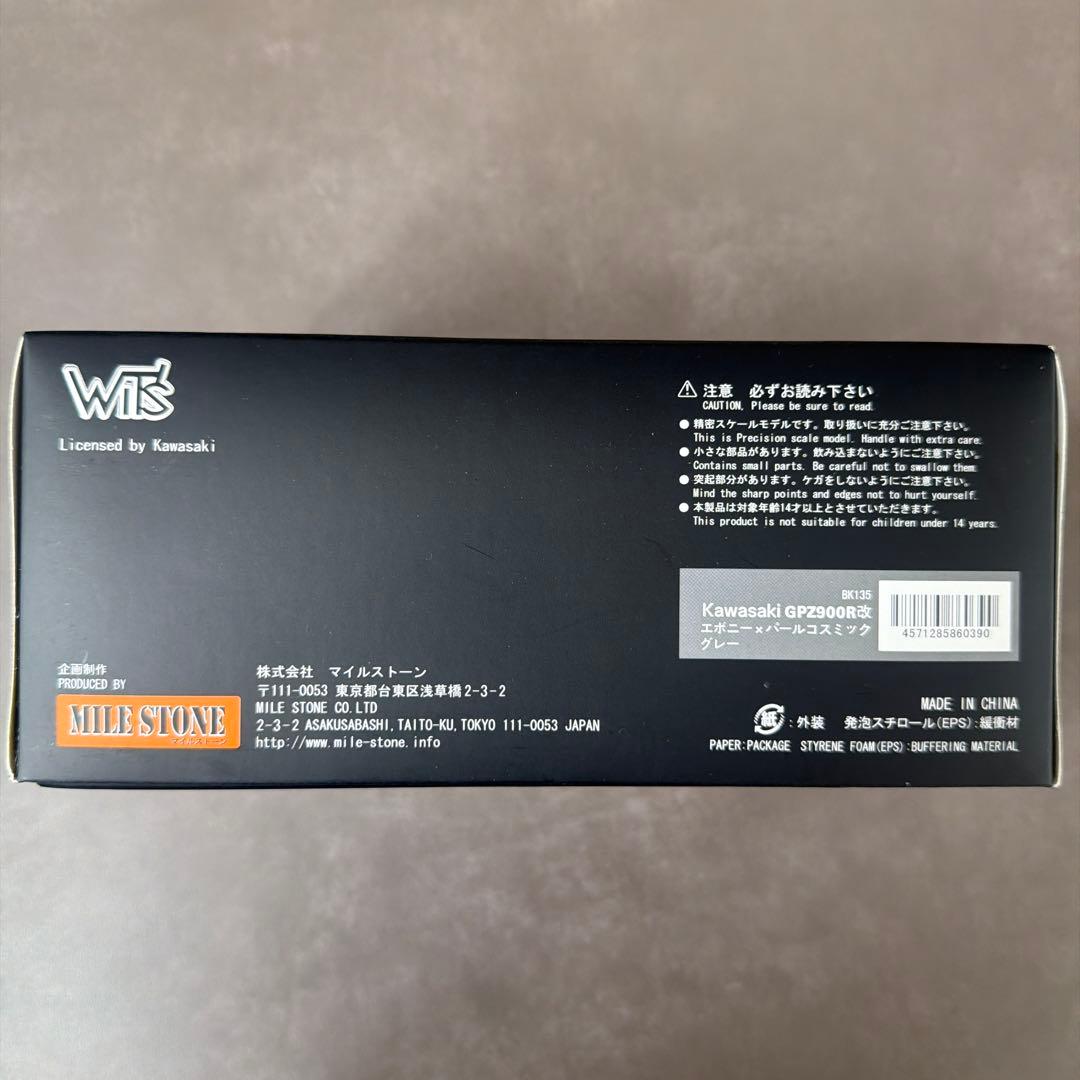 WiT'S
Licensed by Kawasaki
⚠ 注意 必ずお読み下さい
CAUTION, Please be sure to read.
● 精密スケールモデルです。取り扱いに充分ご注意下さい。
This is Precision scale model. Handle with extra care.
● 小さな部品があります。飲み込まないようにご注意下さい。
Contains small parts. Be careful not to swallow them.
● 突起部分があります。ケガをしないようにご注意下さい。
Mind the sharp points and edges not to hurt yourself.
● 本製品は対象年齢14才以上とさせていただきます。
This product is not suitable for children under 14 years.
BK135
Kawasaki GPZ900R改
エボニー×パールコスミック
グレー
4571285860390
企画制作
PRODUCED BY
MILE STONE
マイルストーン
株式会社 マイルストーン
〒111-0053 東京都台東区浅草橋2-3-2
MILE STONE CO.LTD
2-3-2 ASAKUSABASHI,TAITO-KU,TOKYO 111-0053 JAPAN
http://www.mile-stone.info
MADE IN CHINA
紙:外装 発泡スチロール(EPS):緩衝材
PAPER:PACKAGE STYRENE FOAM(EPS):BUFFERING MATERIAL